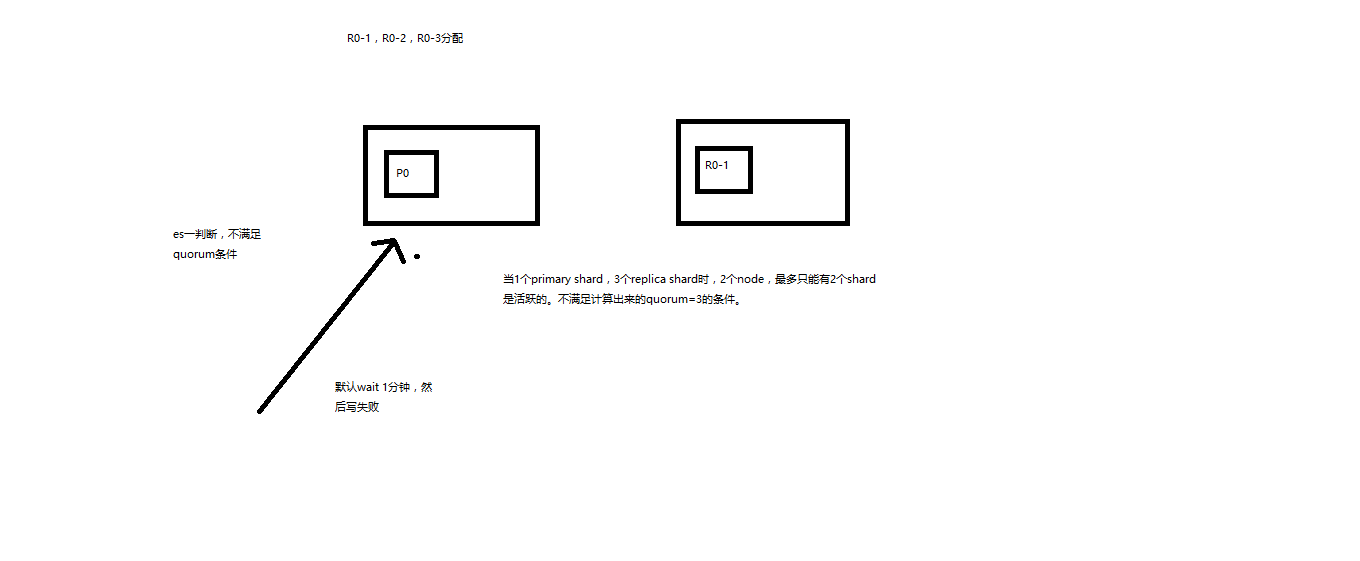 R0-1，R0-2，R0-3分配
P0
R0-1
es一判断，不满足
quorum条件
当1个primary shard，3个replica shard时，2个node，最多只能有2个shard
是活跃的。不满足计算出来的quorum=3的条件。
默认wait 1分钟，然
后写失败